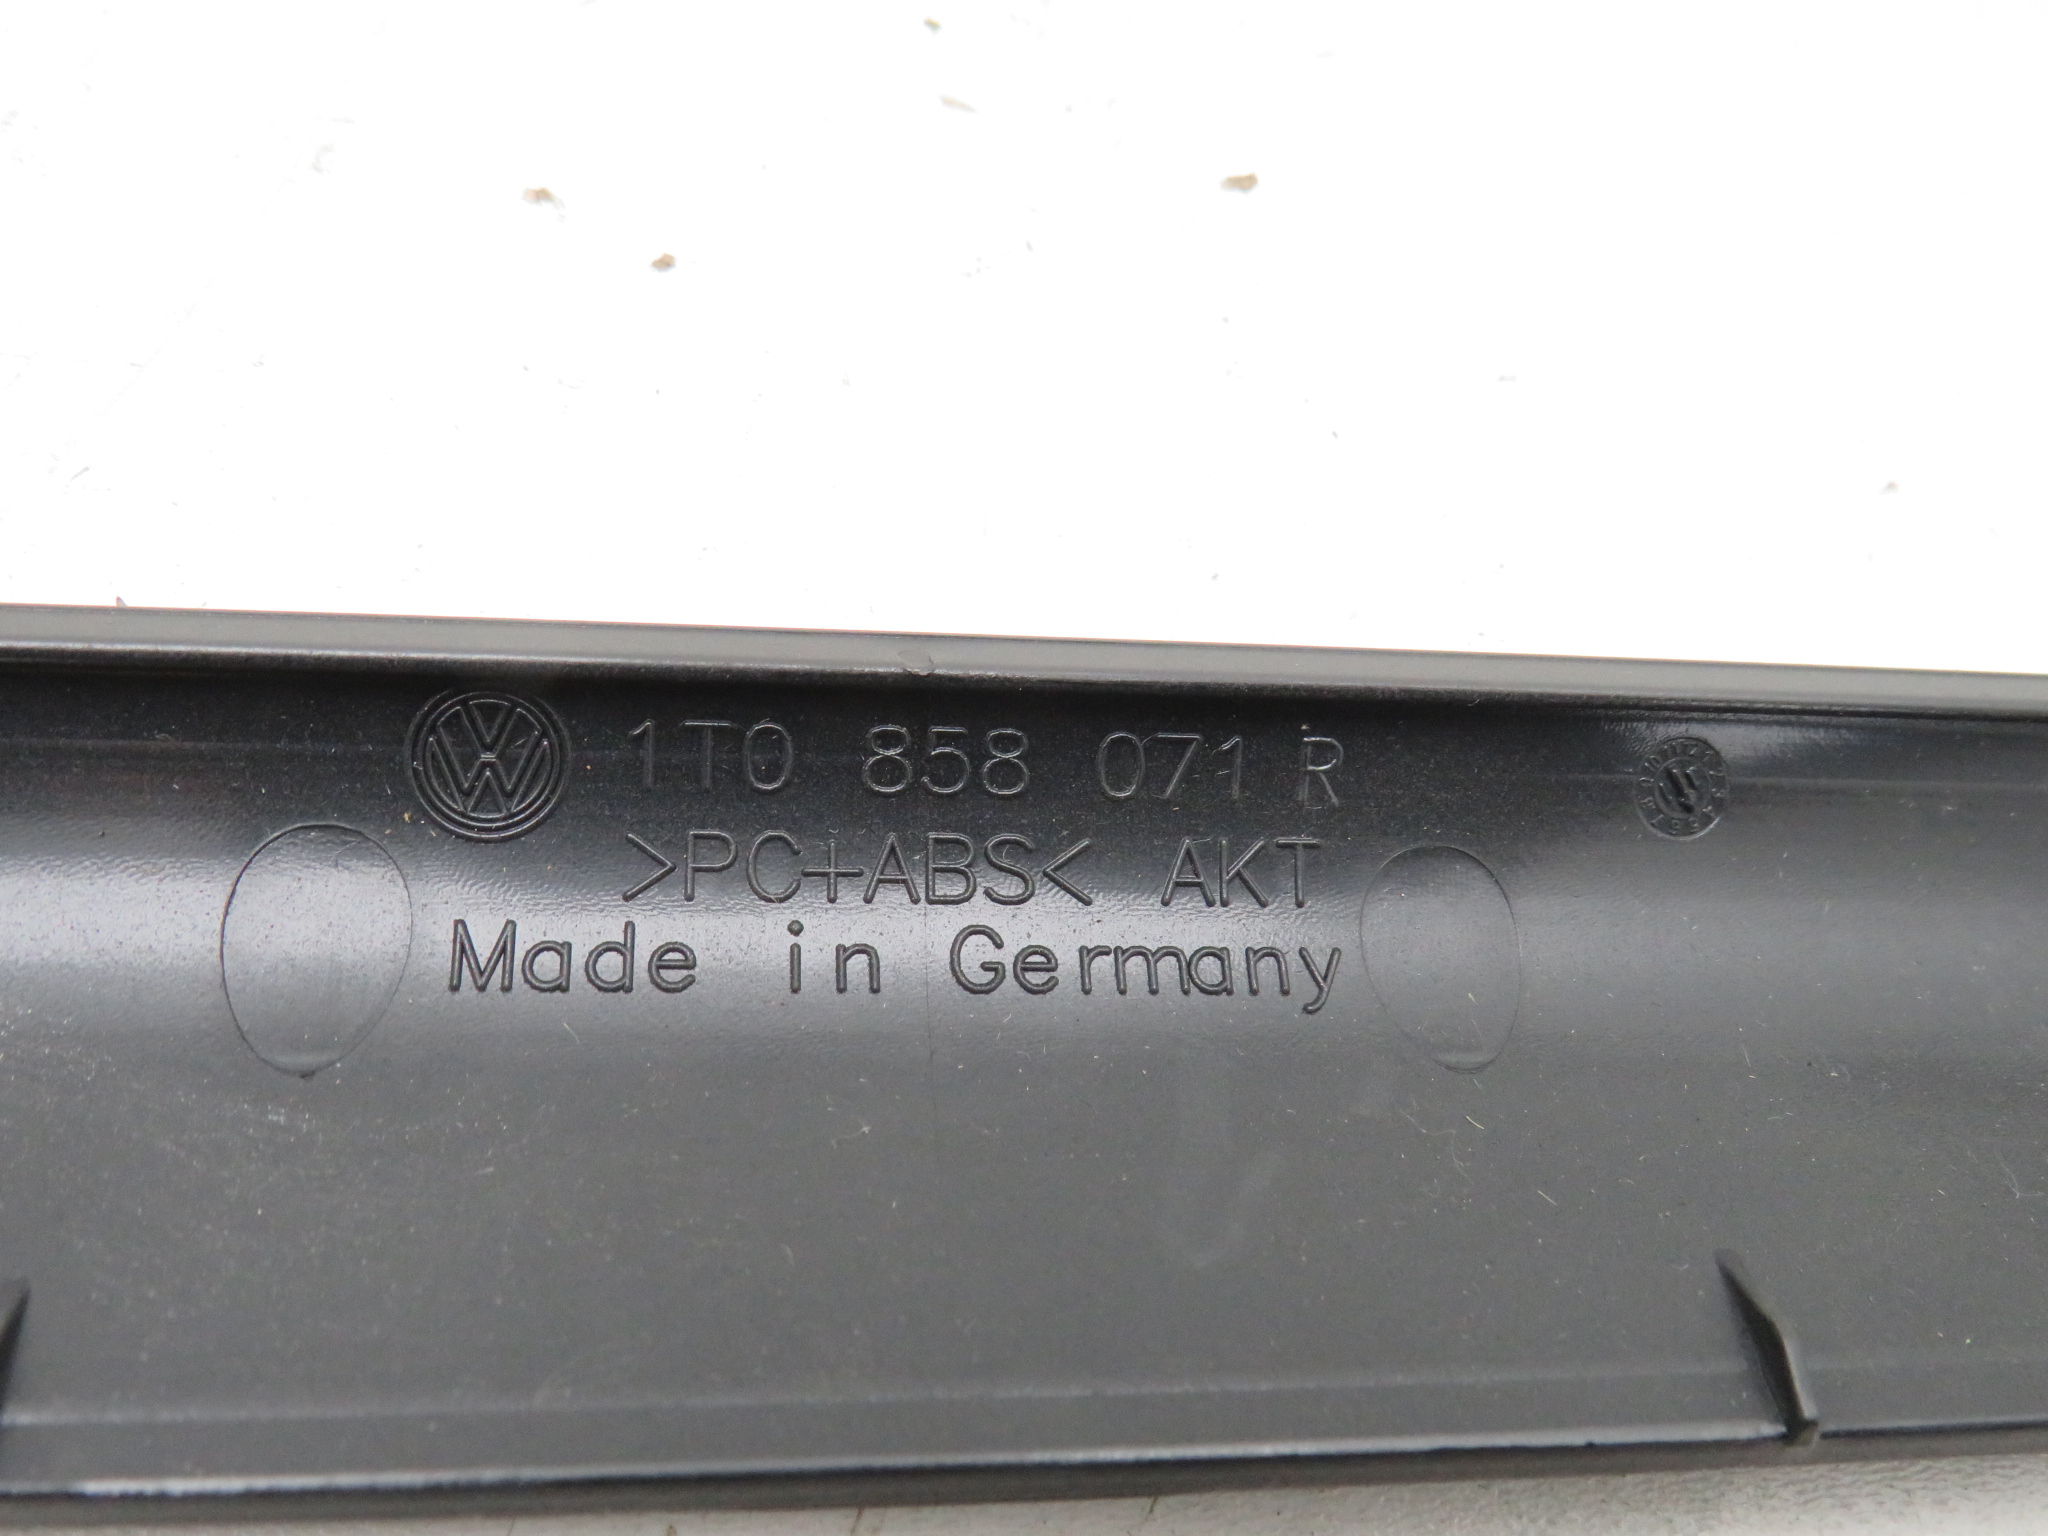 1T0 858 071 R
>PC+ABS< AKT
Made in Germany